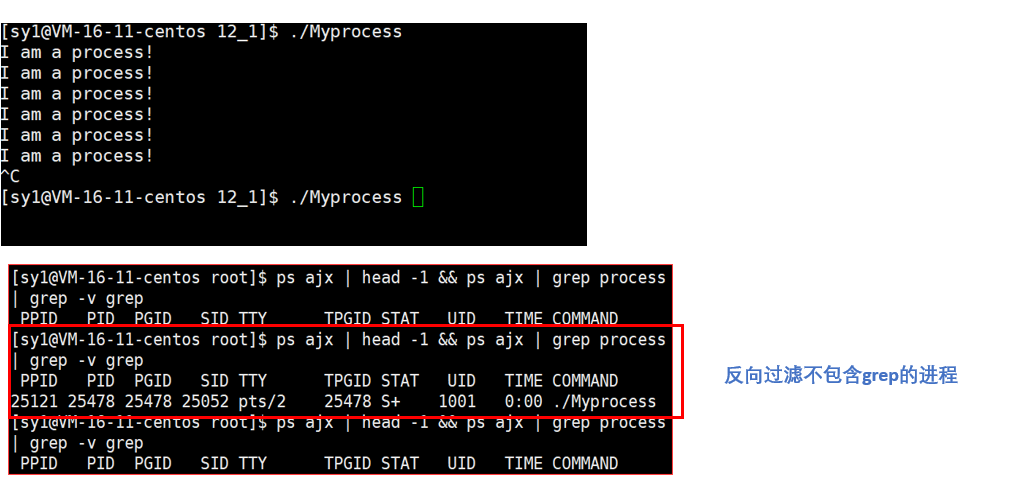 [sy1@VM-16-11-centos 12_1]$ ./Myprocess
I am a process!
I am a process!
I am a process!
I am a process!
I am a process!
I am a process!
^C
[sy1@VM-16-11-centos 12_1]$ ./Myprocess
[sy1@VM-16-11-centos root]$ ps ajx | head -1 && ps ajx | grep process
| grep -v grep
PPID PID PGID SID TTY TPGID STAT UID TIME COMMAND
[sy1@VM-16-11-centos root]$ ps ajx | head -1 && ps ajx | grep process
| grep -v grep
PPID PID PGID SID TTY TPGID STAT UID TIME COMMAND
25121 25478 25478 25052 pts/2 25478 S+ 1001 0:00 ./Myprocess
[sy1@VM-16-11-centos root]$ ps ajx | head -1 && ps ajx | grep process
| grep -v grep
PPID PID PGID SID TTY TPGID STAT UID TIME COMMAND
反向过滤不包含grep的进程